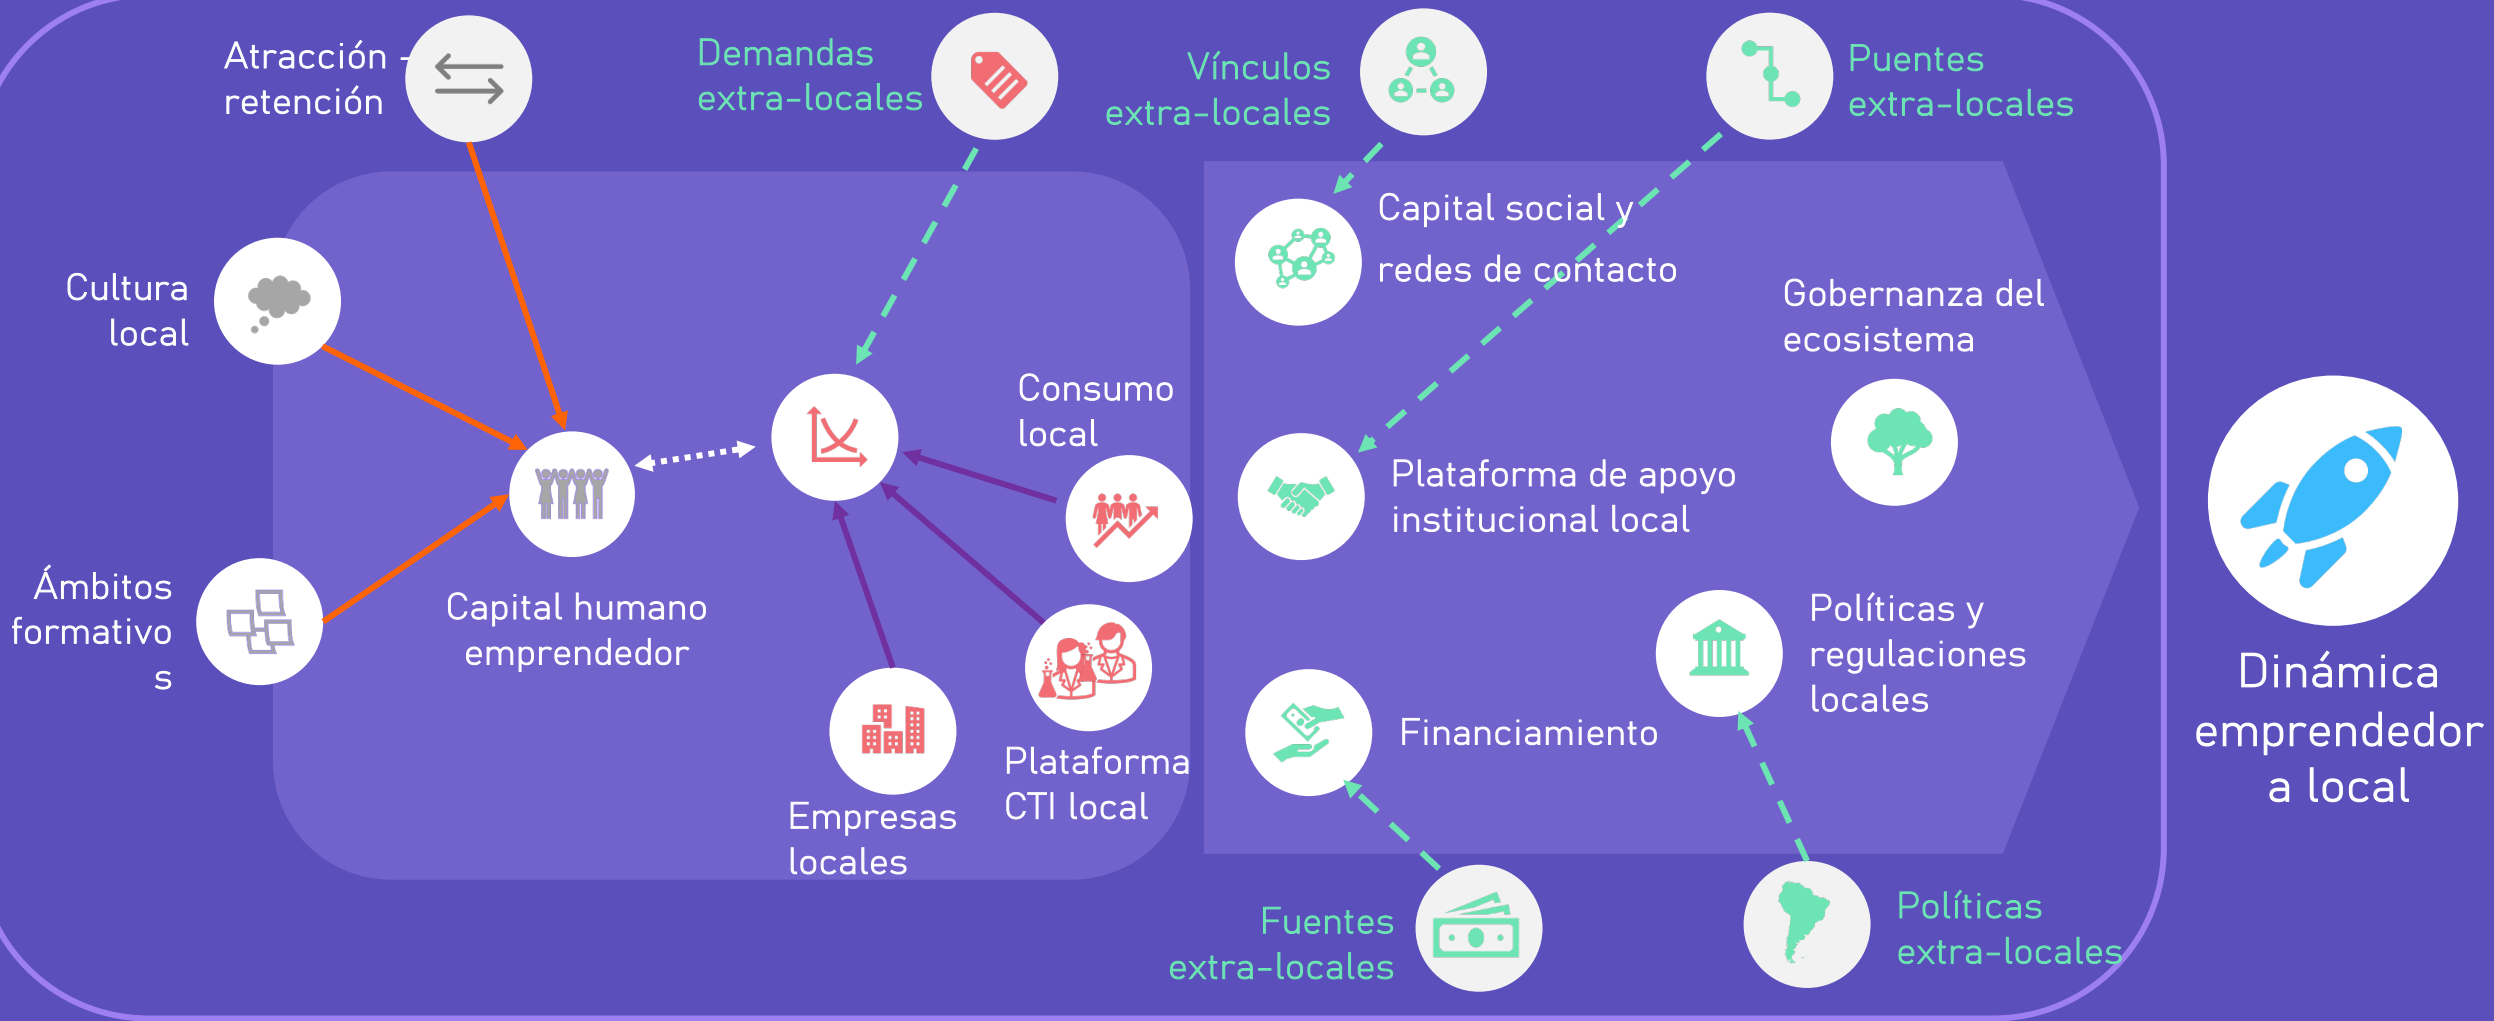 Atracción -
retención
Demandas
extra-locales
Vínculos
extra-locales
Puentes
extra-locales
Cultura
local
Capital social y
redes de contacto
Gobernanza del
ecosistema
Consumo
local
Plataforma de apoyo
institucional local
Ámbitos
formativo
s
Capital humano
emprendedor
Políticas y
regulaciones
locales
Dinámica
emprendedor
a local
Financiamiento
Plataforma
CTI local
Empresas
locales
Fuentes
extra-locales
Políticas
extra-locales